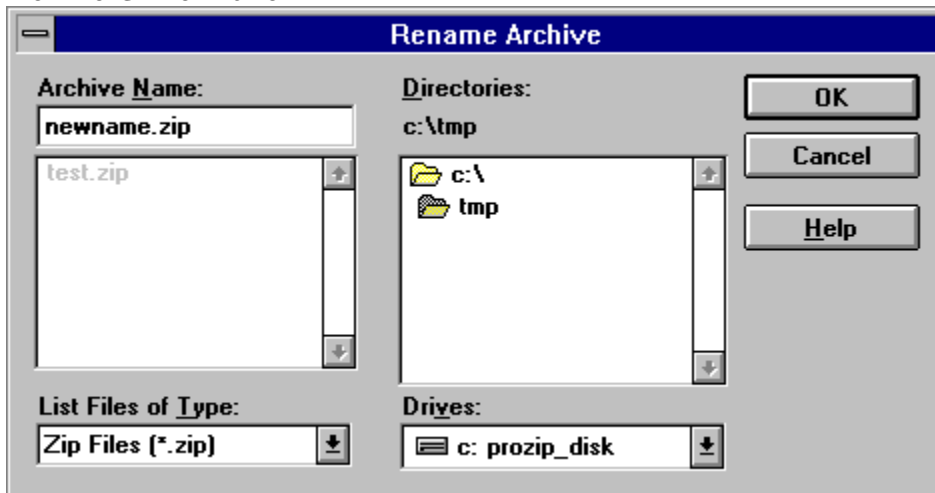 Rename Archive
Archive Name:
newname.zip
test.zip
List Files of Type:
Zip Files (*.zip)
Directories:
c:\tmp
c:\
tmp
Drives:
c: prozip_disk
OK
Cancel
Help